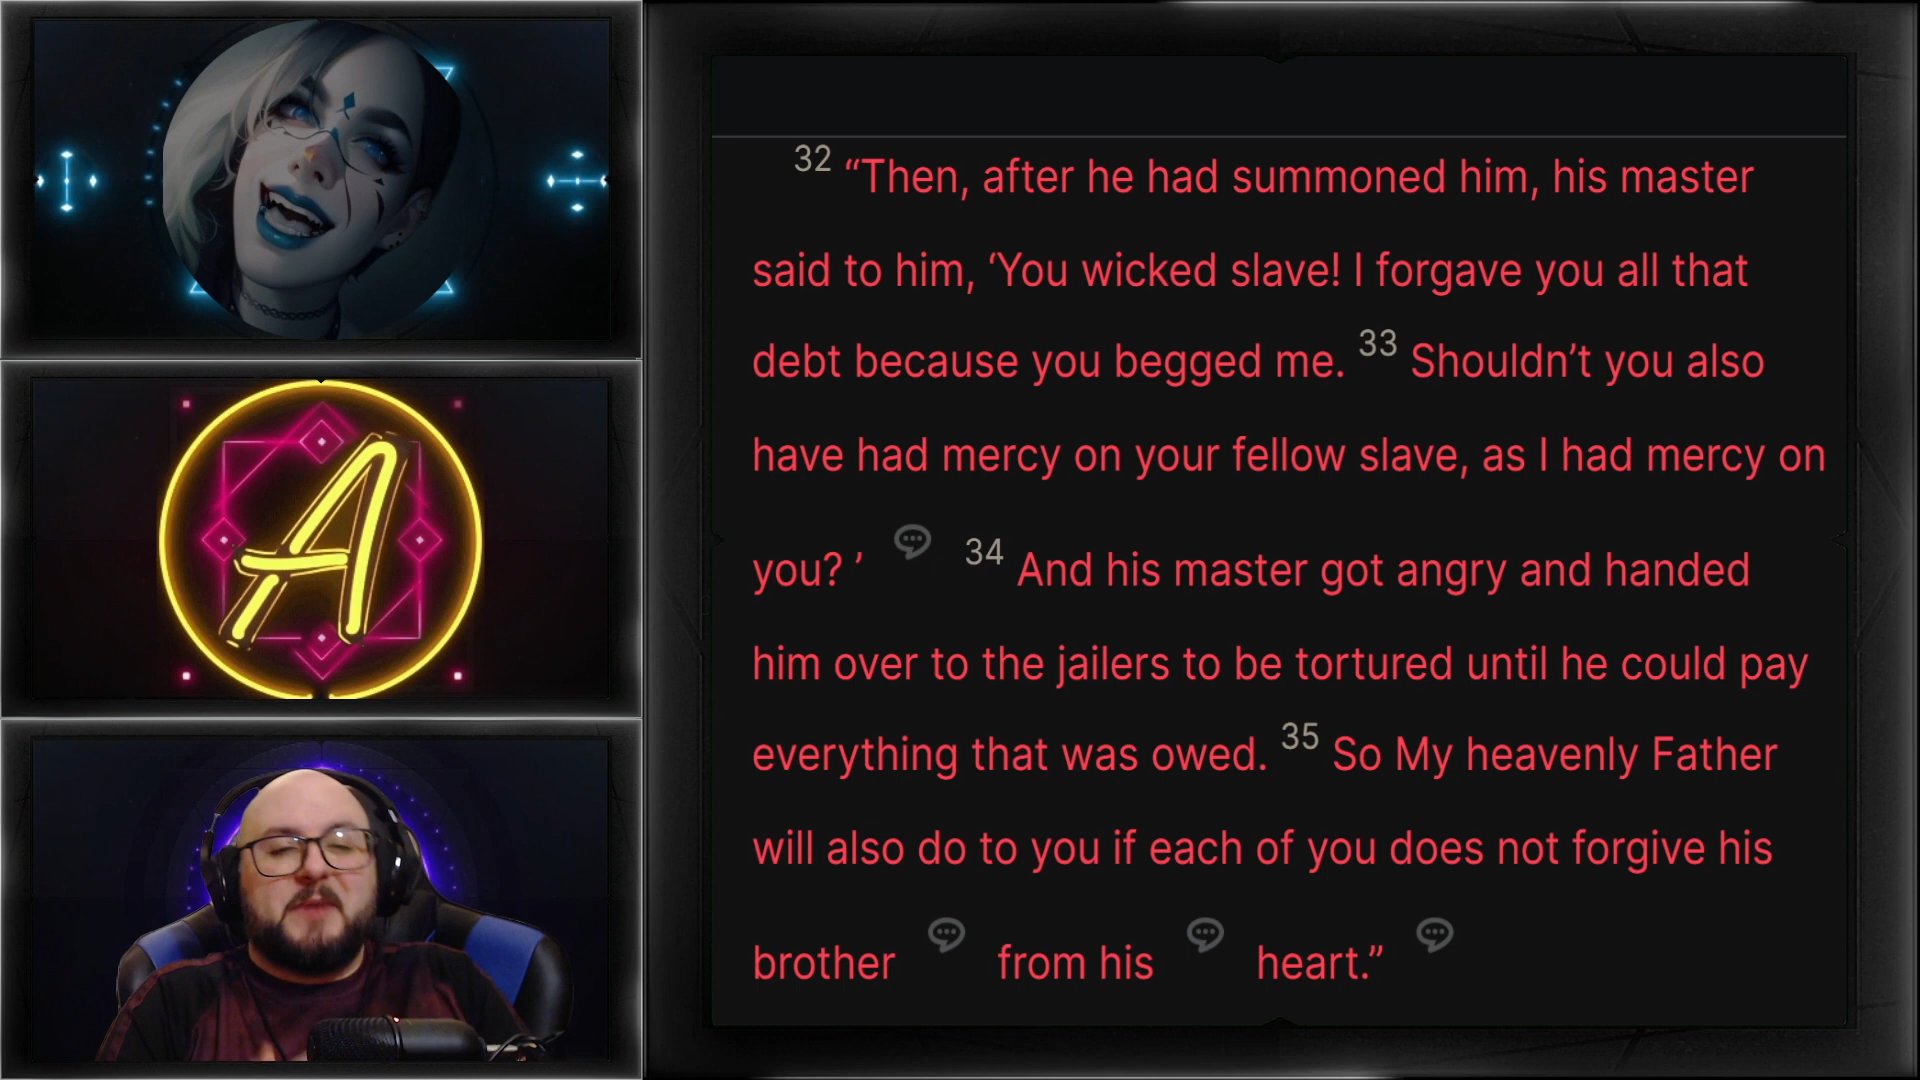 A
32 “Then, after he had summoned him, his master
said to him, ‘You wicked slave! I forgave you all that
debt because you begged me. 33 Shouldn’t you also
have had mercy on your fellow slave, as I had mercy on
you? ’ 34 And his master got angry and handed
him over to the jailers to be tortured until he could pay
everything that was owed. 35 So My heavenly Father
will also do to you if each of you does not forgive his
brother from his heart.”